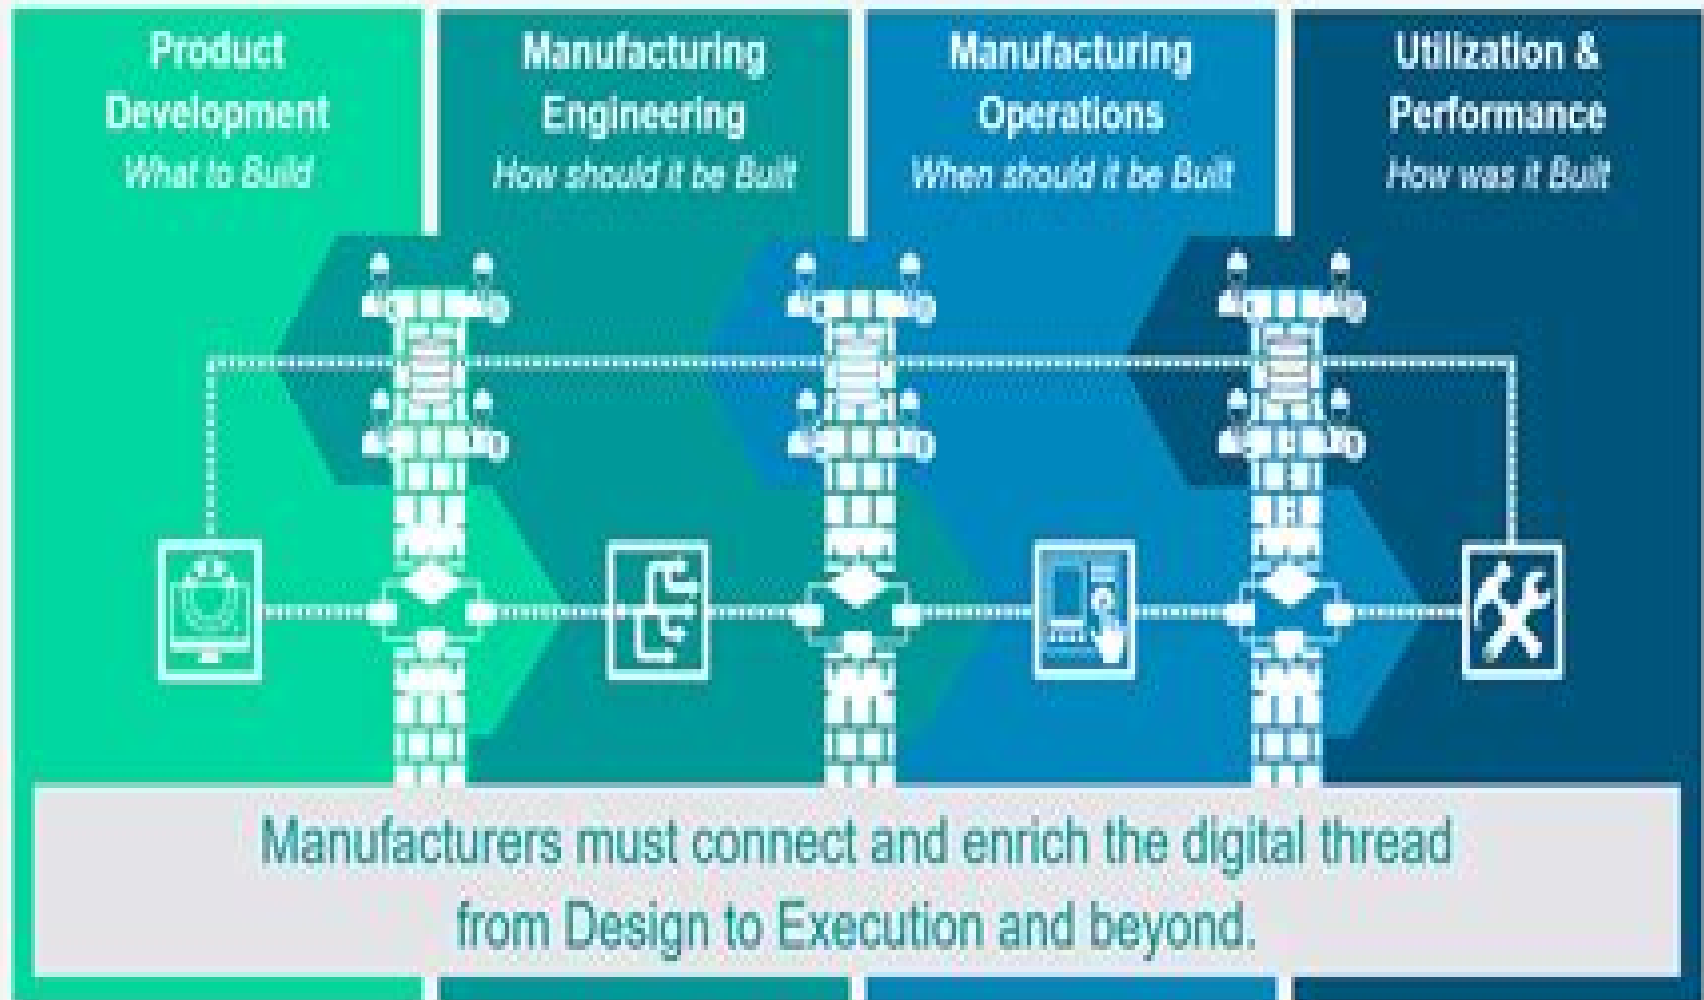 Product
Development
What to Build
Manufacturing
Engineering
How should it be Built
Manufacturing
Operations
When should it be Built
Utilization &
Performance
How was it Built
Manufacturers must connect and enrich the digital thread
from Design to Execution and beyond.